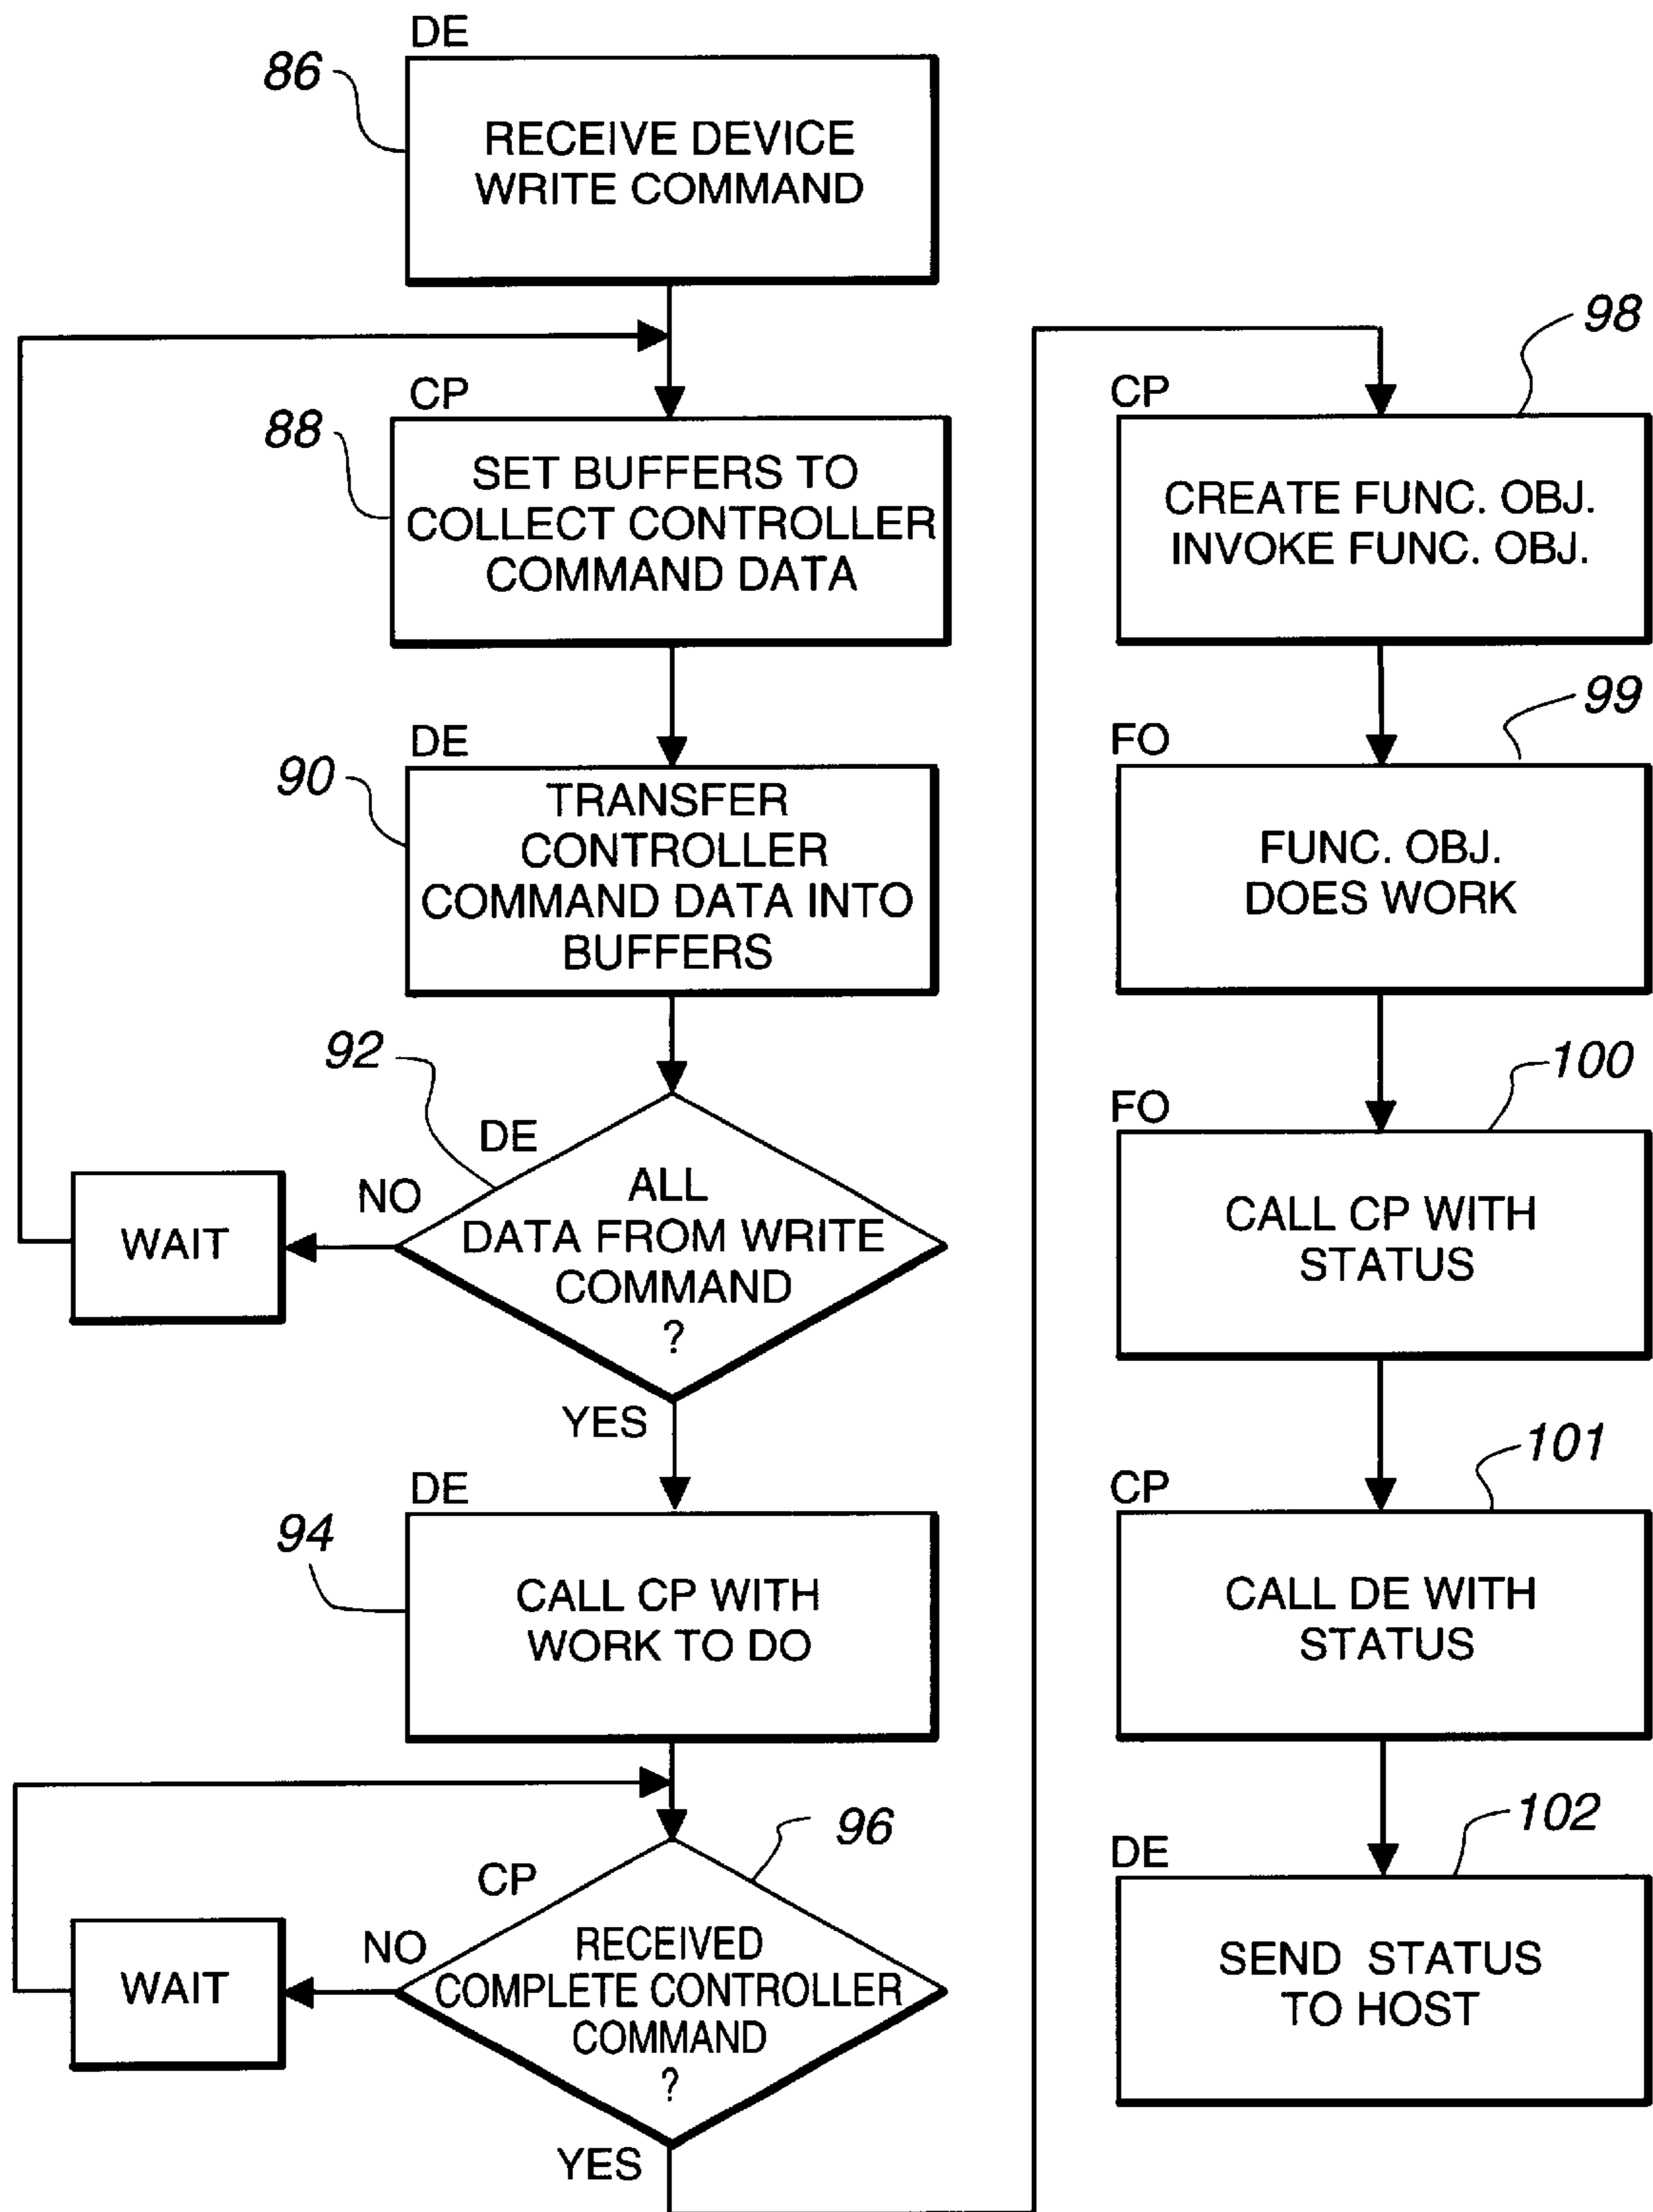 DE
86
RECEIVE DEVICE
WRITE COMMAND
CP
88
SET BUFFERS TO
COLLECT CONTROLLER
COMMAND DATA
DE
90
TRANSFER
CONTROLLER
COMMAND DATA INTO
BUFFERS
92
DE
ALL
DATA FROM WRITE
COMMAND
?
NO
WAIT
YES
DE
94
CALL CP WITH
WORK TO DO
96
CP
RECEIVED
COMPLETE CONTROLLER
COMMAND
?
NO
WAIT
YES
98
CP
CREATE FUNC. OBJ.
INVOKE FUNC. OBJ.
99
FO
FUNC. OBJ.
DOES WORK
100
FO
CALL CP WITH
STATUS
101
CP
CALL DE WITH
STATUS
102
DE
SEND STATUS
TO HOST